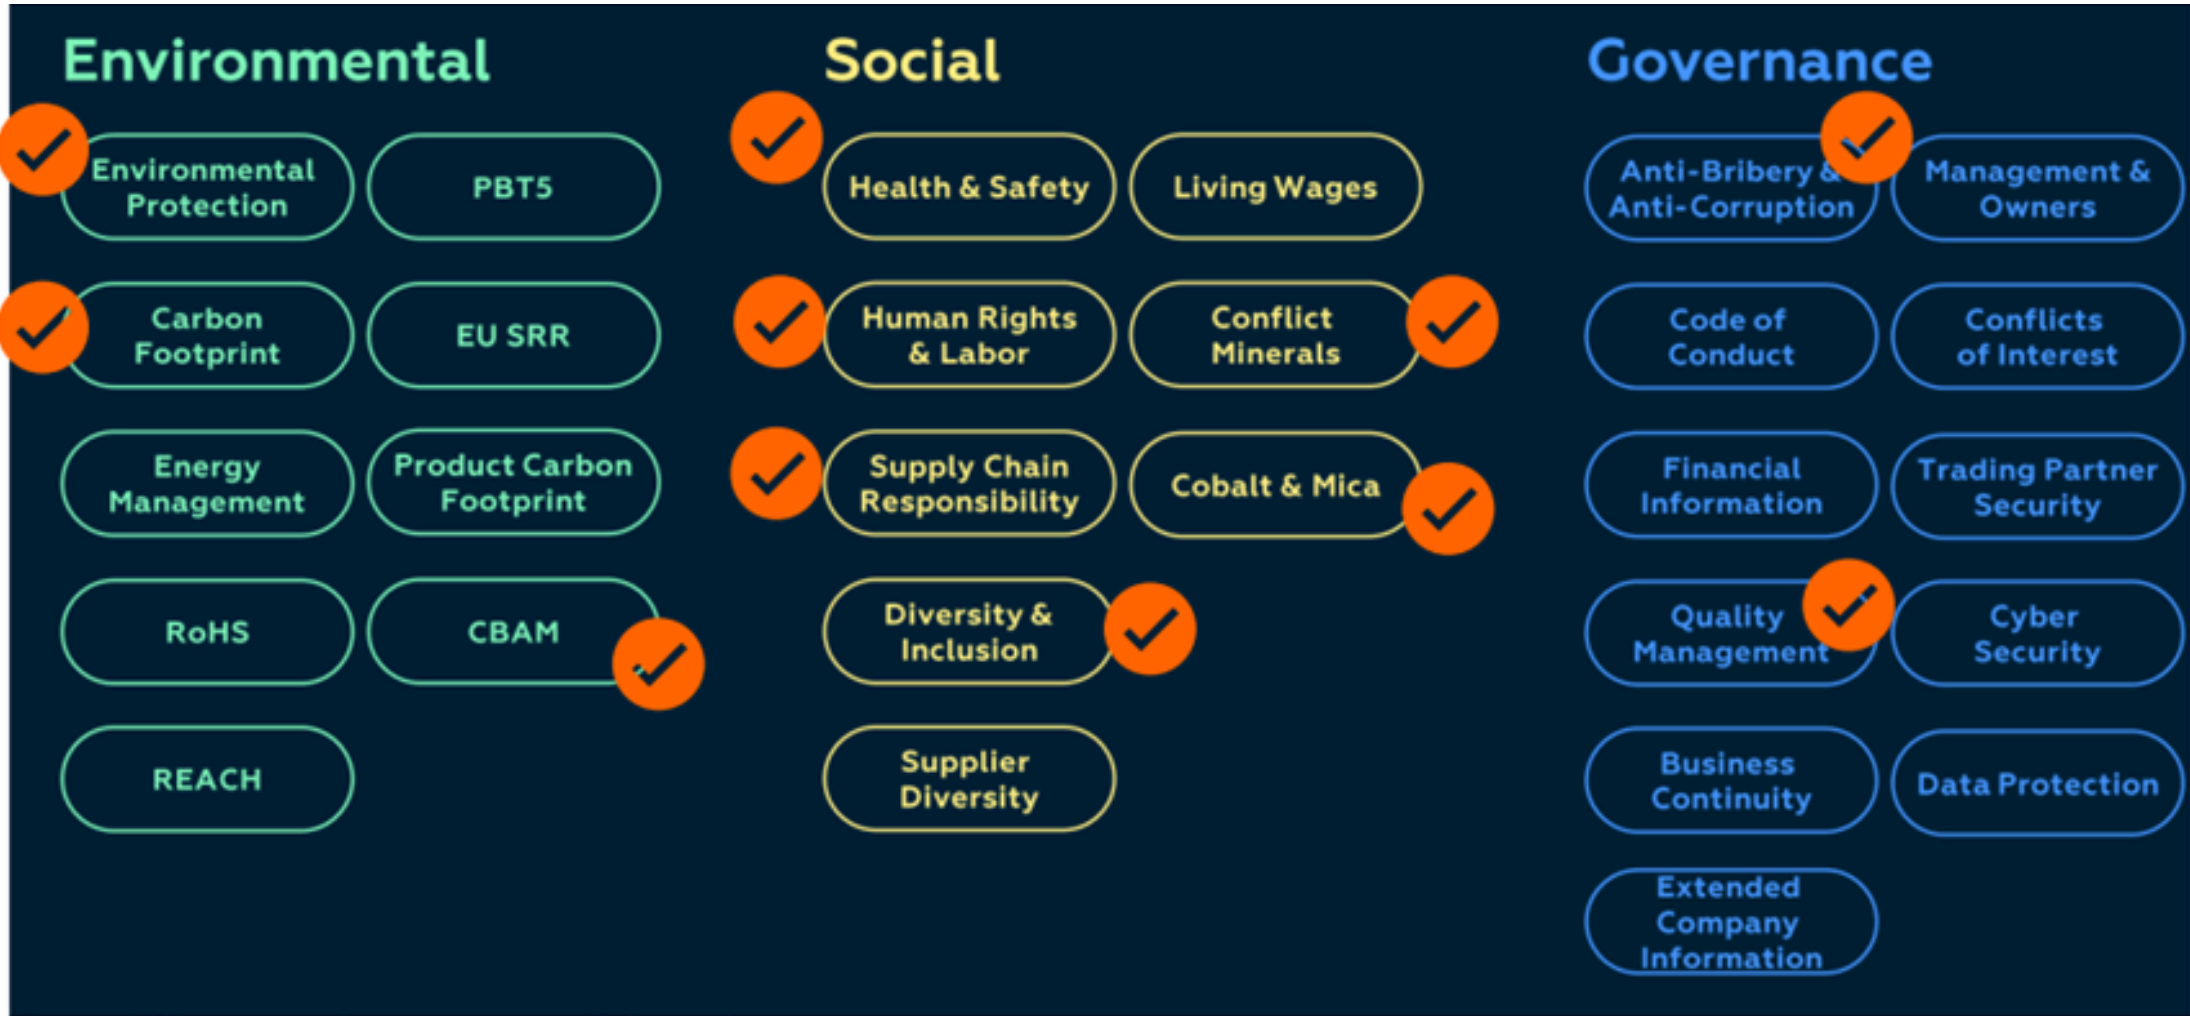 Environmental
Environmental
Protection
PBT5
Carbon
Footprint
EU SRR
Energy
Management
Product Carbon
Footprint
RoHS
CBAM
REACH
Social
Health & Safety
Living Wages
Human Rights
& Labor
Conflict
Minerals
Supply Chain
Responsibility
Cobalt & Mica
Diversity &
Inclusion
Supplier
Diversity
Governance
Anti-Bribery &
Anti-Corruption
Management &
Owners
Code of
Conduct
Conflicts
of Interest
Financial
Information
Trading Partner
Security
Quality
Management
Cyber
Security
Business
Continuity
Data Protection
Extended
Company
Information